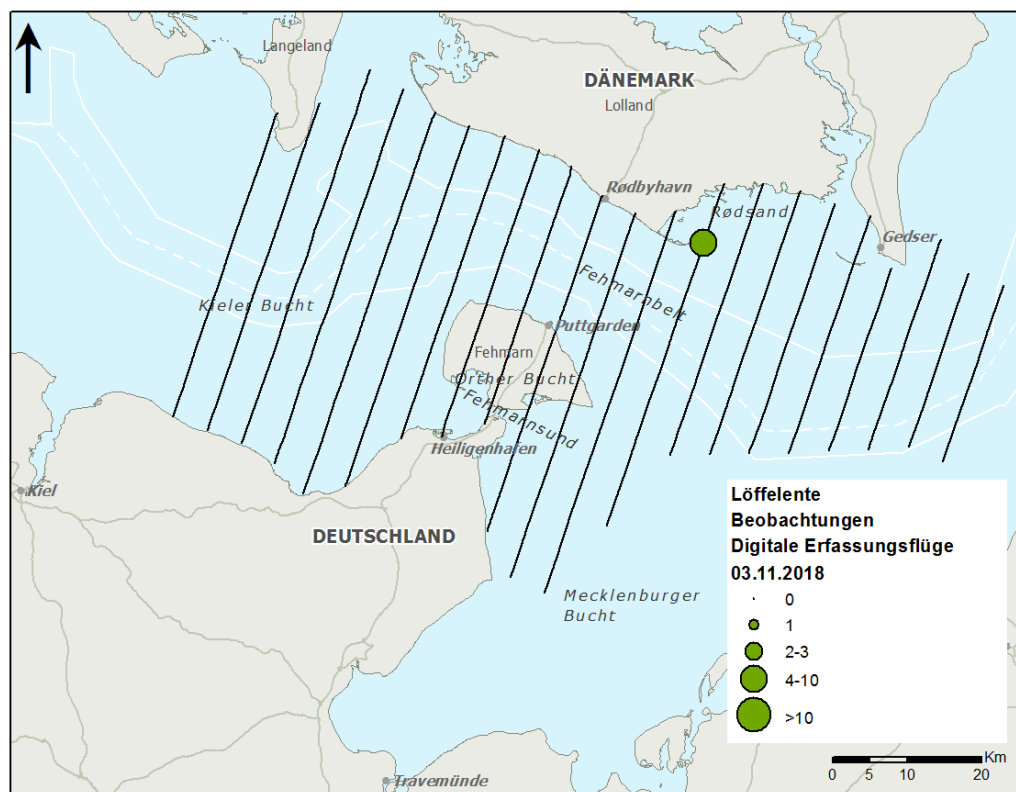 Langeland
DÄNEMARK
Lolland
Rødbyhavn
Rødsand
Gedser
Fehmarnbelt
Kieler Bucht
Puttgarden
Fehmarn
Orther Bucht
Fehmarnsund
Heiligenhafen
Kiel
DEUTSCHLAND
Mecklenburger
Bucht
Travemünde
Löffelente
Beobachtungen
Digitale Erfassungsflüge
03.11.2018
0
1
2-3
4-10
>10
Km
0 5 10 20